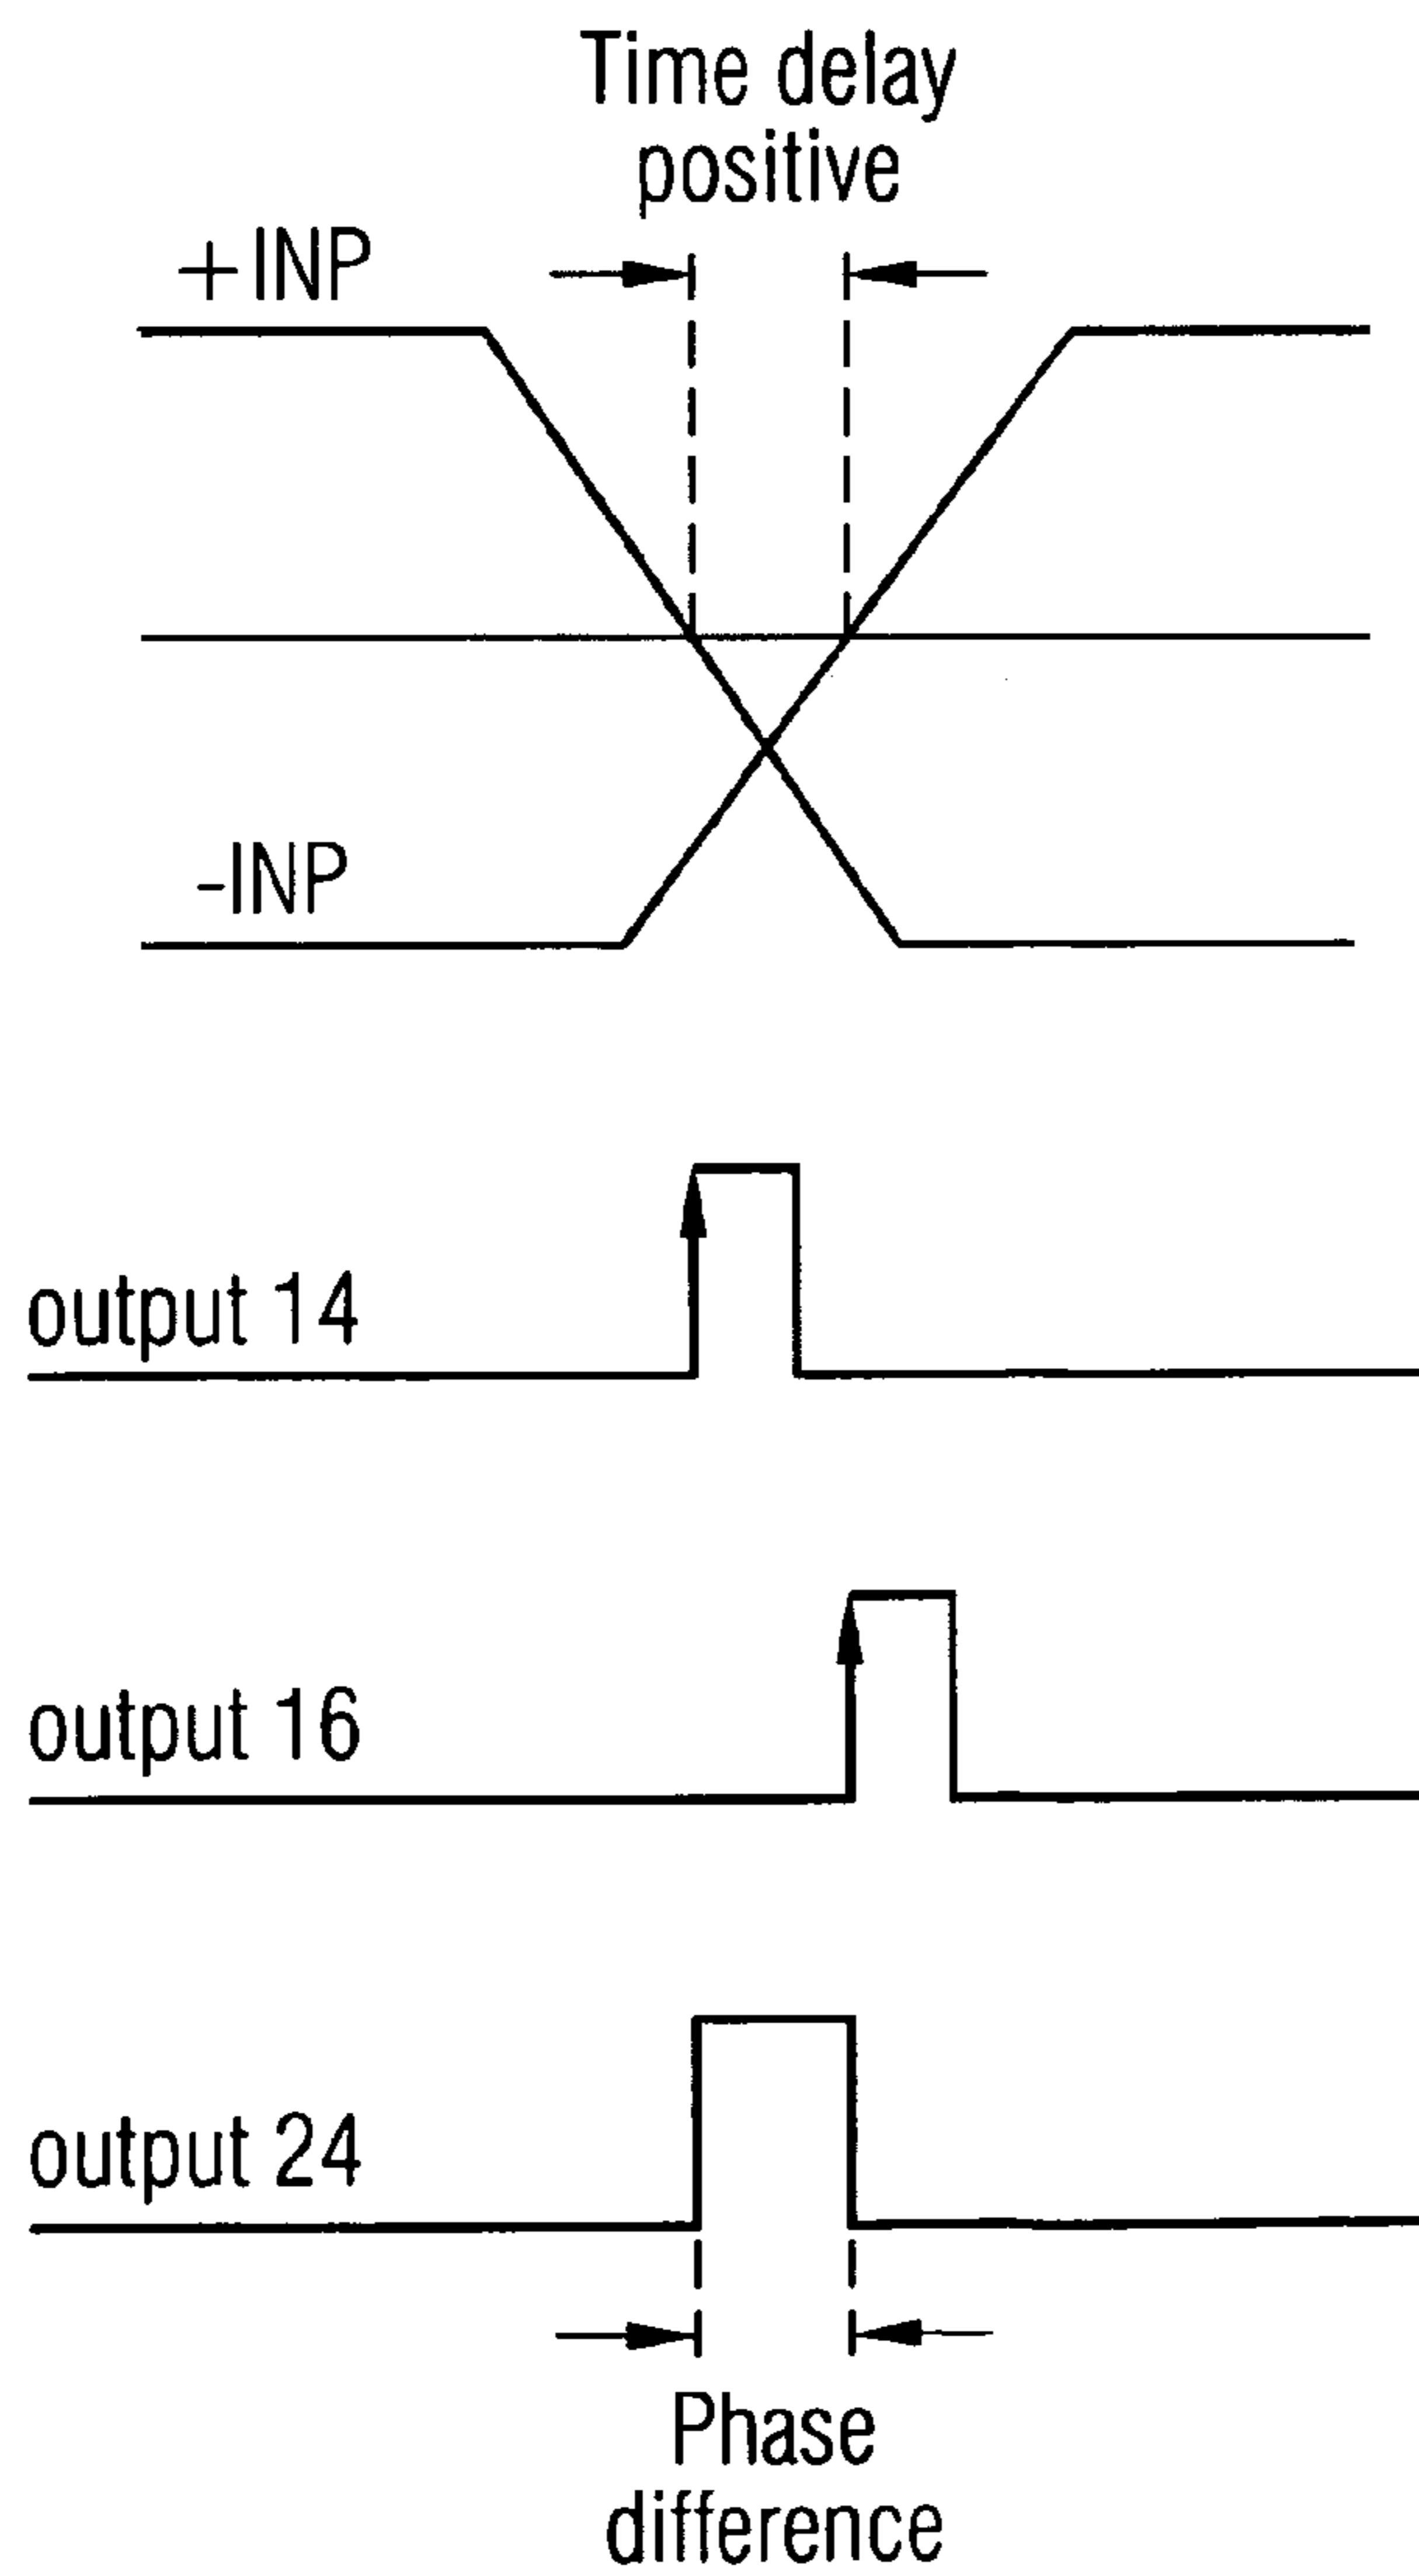 Time delay
positive
+INP
-INP
output 14
output 16
output 24
Phase
difference